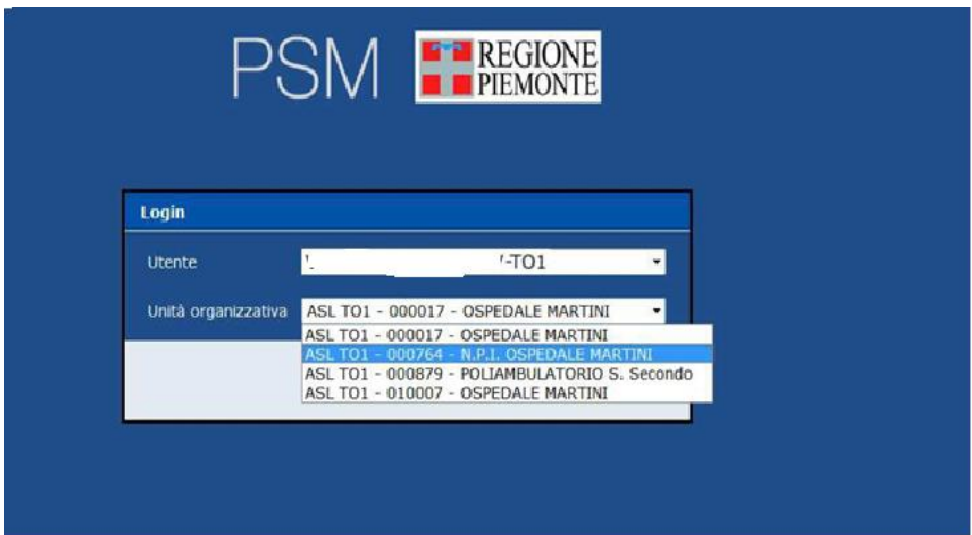 PSM
REGIONE
PIEMONTE
Login
Utente
-TO1
Unità organizzativa
ASL TO1 - 000017 - OSPEDALE MARTINI
ASL TO1 - 000017 - OSPEDALE MARTINI
ASL TO1 - 000764 - N.P.I. OSPEDALE MARTINI
ASL TO1 - 000879 - POLIAMBULATORIO S. Secondo
ASL TO1 - 010007 - OSPEDALE MARTINI